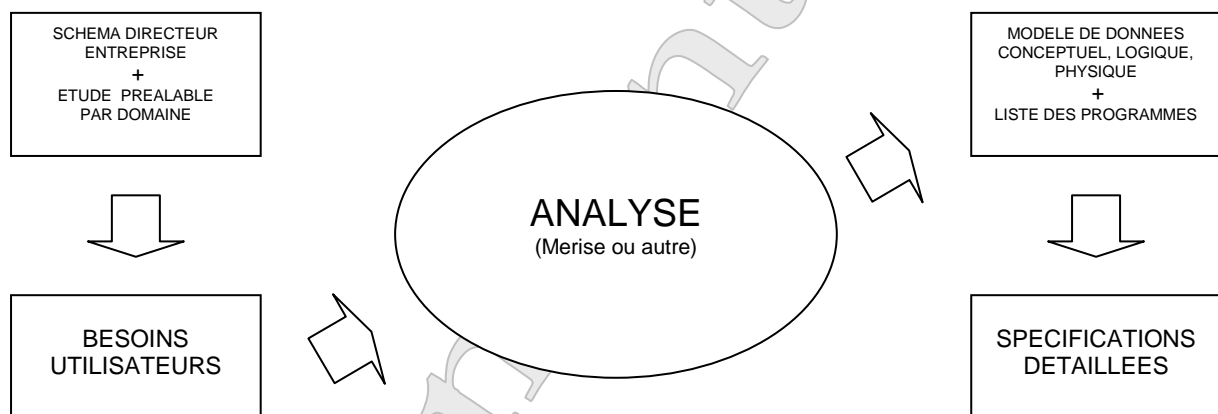 SCHEMA DIRECTEUR
ENTREPRISE
+
ETUDE PREALABLE
PAR DOMAINE
BESOINS
UTILISATEURS
ANALYSE
(Merise ou autre)
MODELE DE DONNEES
CONCEPTUEL, LOGIQUE,
PHYSIQUE
+
LISTE DES PROGRAMMES
SPECIFICATIONS
DETAILLEES